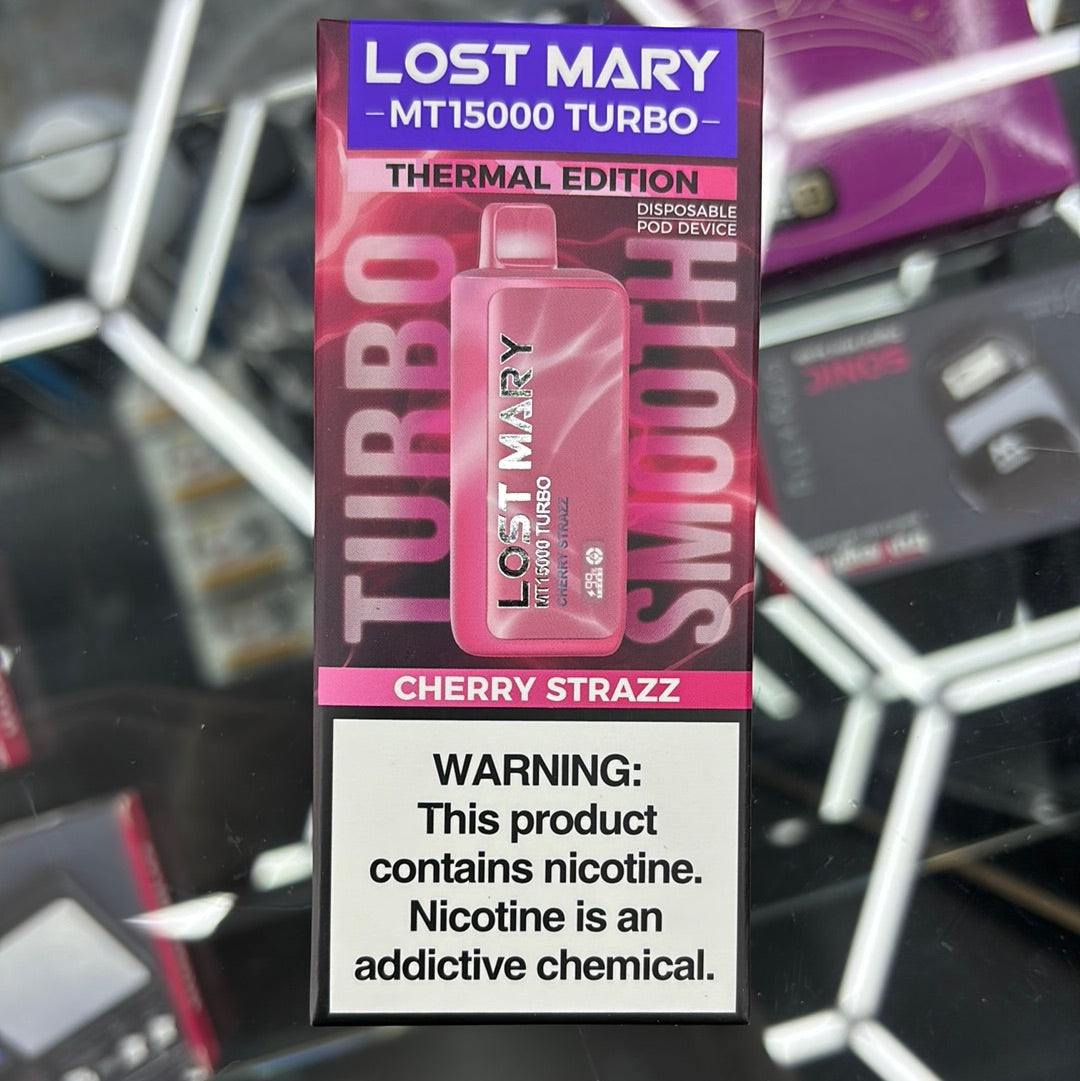 LOST MARY
-MT15000 TURBO-
THERMAL EDITION
DISPOSABLE
POD DEVICE
TURBO
SMOOTH
LOST MARY
MT15000 TURBO
CHERRY STRAZZ
CHERRY STRAZZ
WARNING:
This product
contains nicotine.
Nicotine is an
addictive chemical.
SONIC